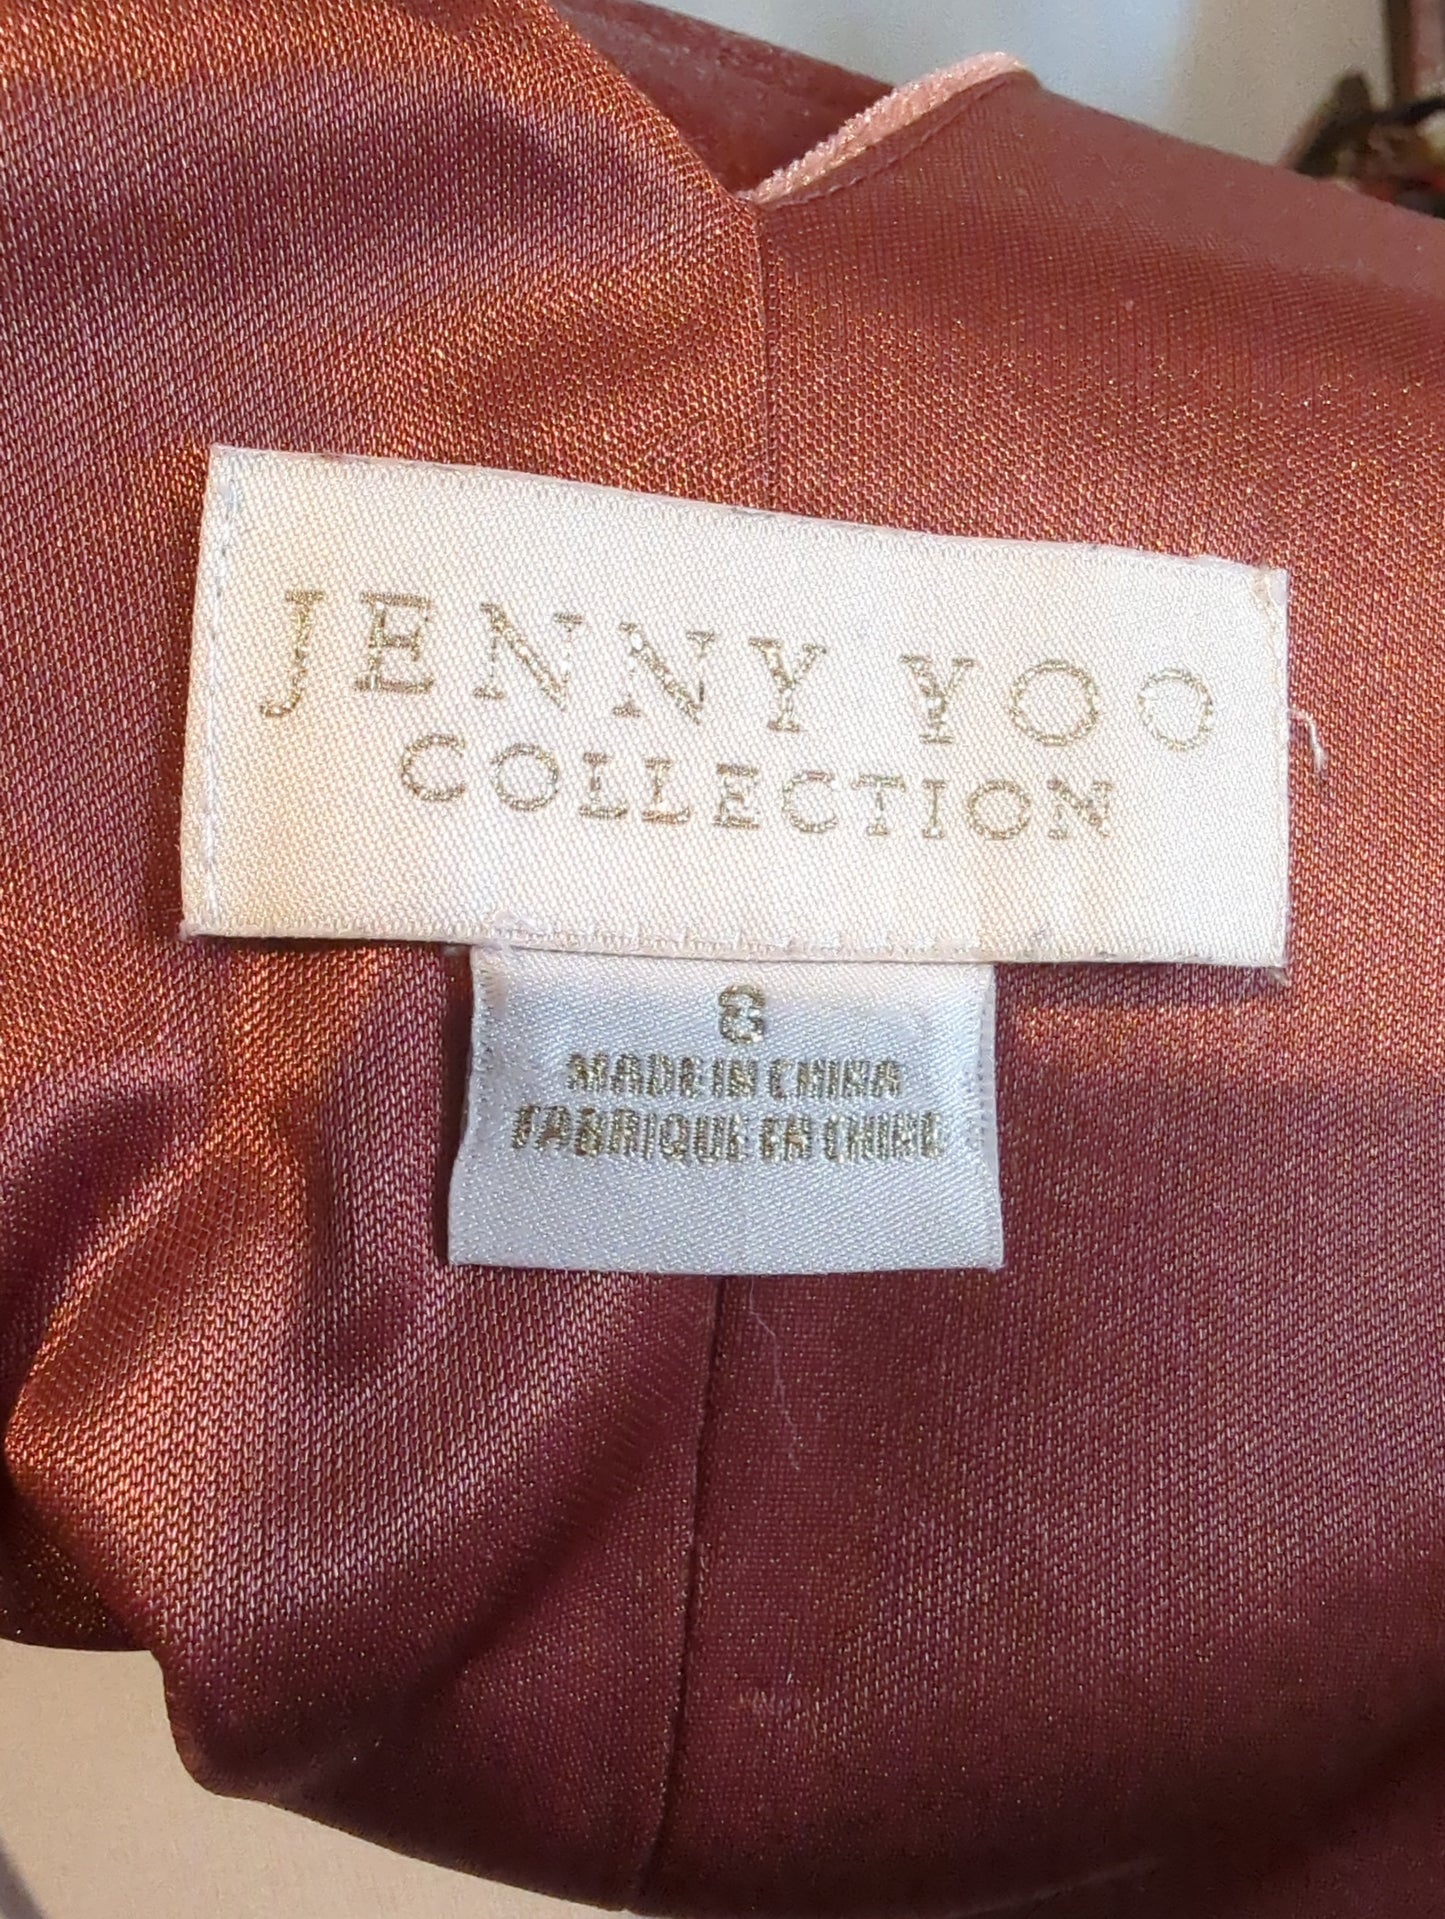 JENNY YOO
COLLECTION
8
MADE IN CHINA
FABRIQUE EN CHINE